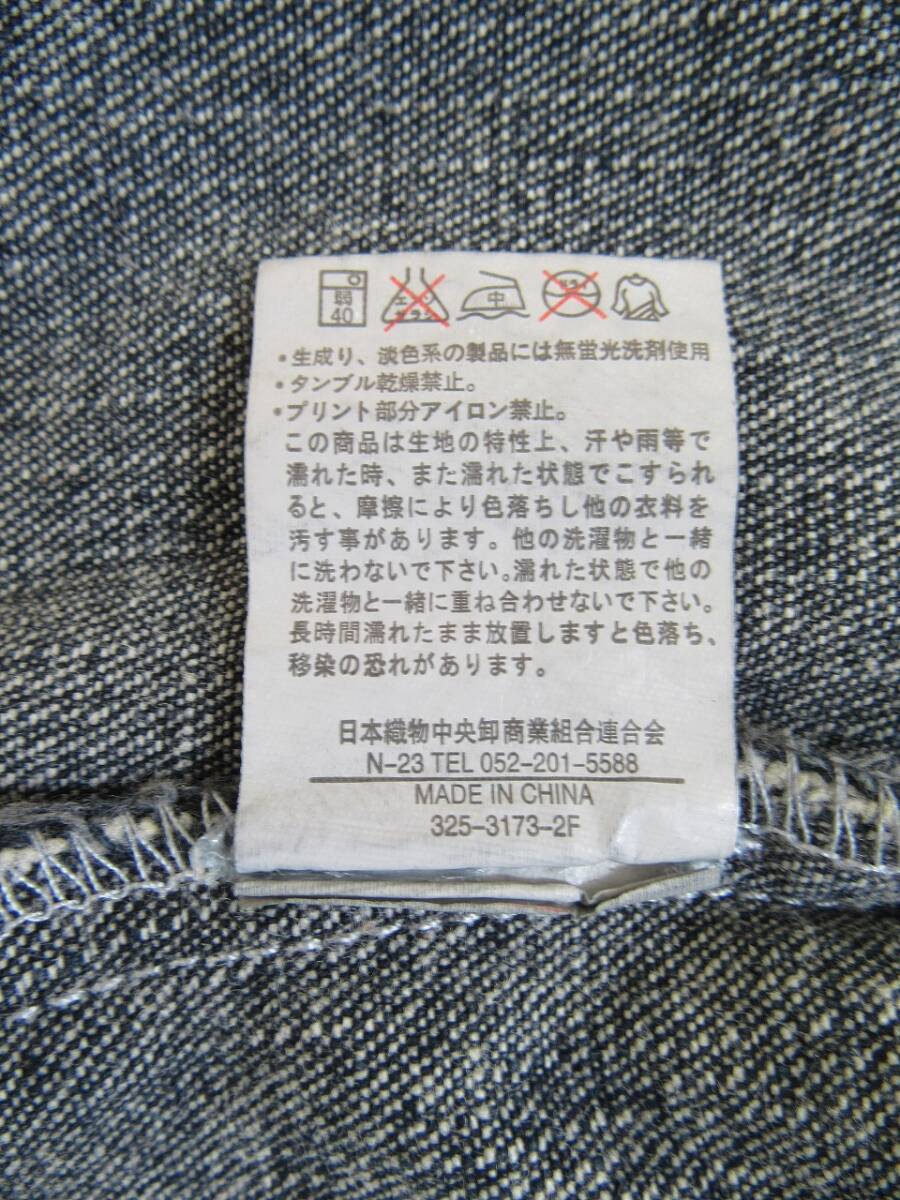 弱
40
エンソ
サラシ
中
ドライ
・生成り、淡色系の製品には無蛍光洗剤使用
・タンブル乾燥禁止。
・プリント部分アイロン禁止。
この商品は生地の特性上、汗や雨等で
濡れた時、また濡れた状態でこすられ
ると、摩擦により色落ちし他の衣料を
汚す事があります。他の洗濯物と一緒
に洗わないで下さい。濡れた状態で他の
洗濯物と一緒に重ね合わせないで下さい。
長時間濡れたまま放置しますと色落ち、
移染の恐れがあります。
日本織物中央卸商業組合連合会
N-23 TEL 052-201-5588
MADE IN CHINA
325-3173-2F